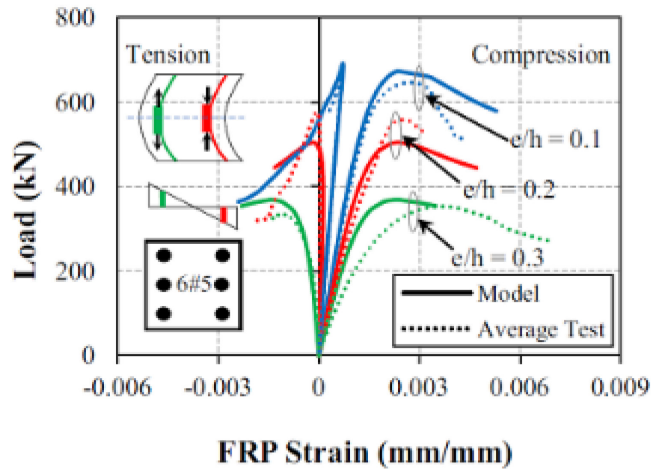 800
600
400
200
0
Load (kN)
Tension
Compression
e/h = 0.1
e/h = 0.2
e/h = 0.3
6#5
Model
Average Test
-0.006 -0.003 0 0.003 0.006 0.009
FRP Strain (mm/mm)